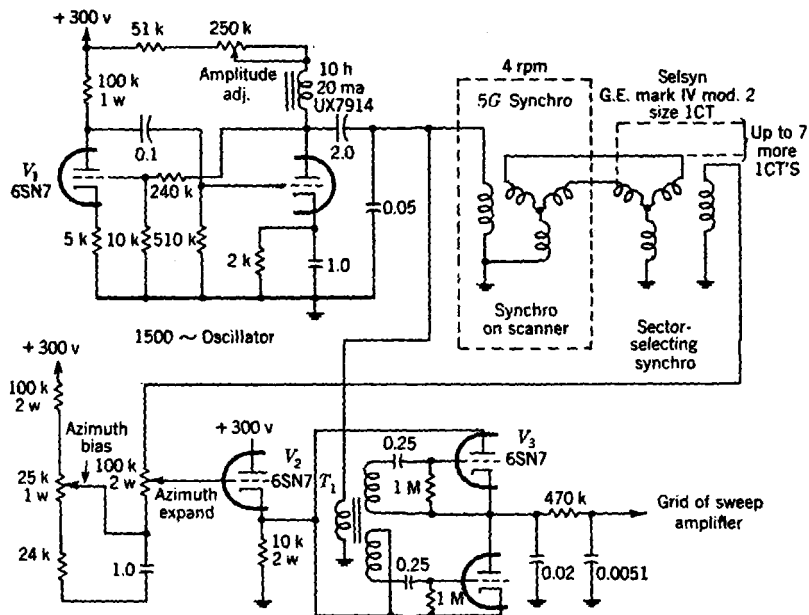 + 300 v
51 k
250 k
100 k
1 w
Amplitude
adj.
10 h
20 ma
UX7914
0.1
2.0
V₁
6SN7
240 k
0.05
5 k
10 k
510 k
2 k
1.0
1500 ~ Oscillator
4 rpm
5G Synchro
Synchro
on scanner
Selsyn
G.E. mark IV mod. 2
size 1CT
Up to 7
more
1CT'S
Sector-
selecting
synchro
+ 300 v
100 k
2 w
Azimuth
bias
25 k
1 w
100 k
2 w
24 k
1.0
Azimuth
expand
+ 300 v
V₂
6SN7
10 k
2 w
T₁
0.25
1 M
V₃
6SN7
470 k
Grid of sweep
amplifier
0.25
1 M
0.02
0.0051